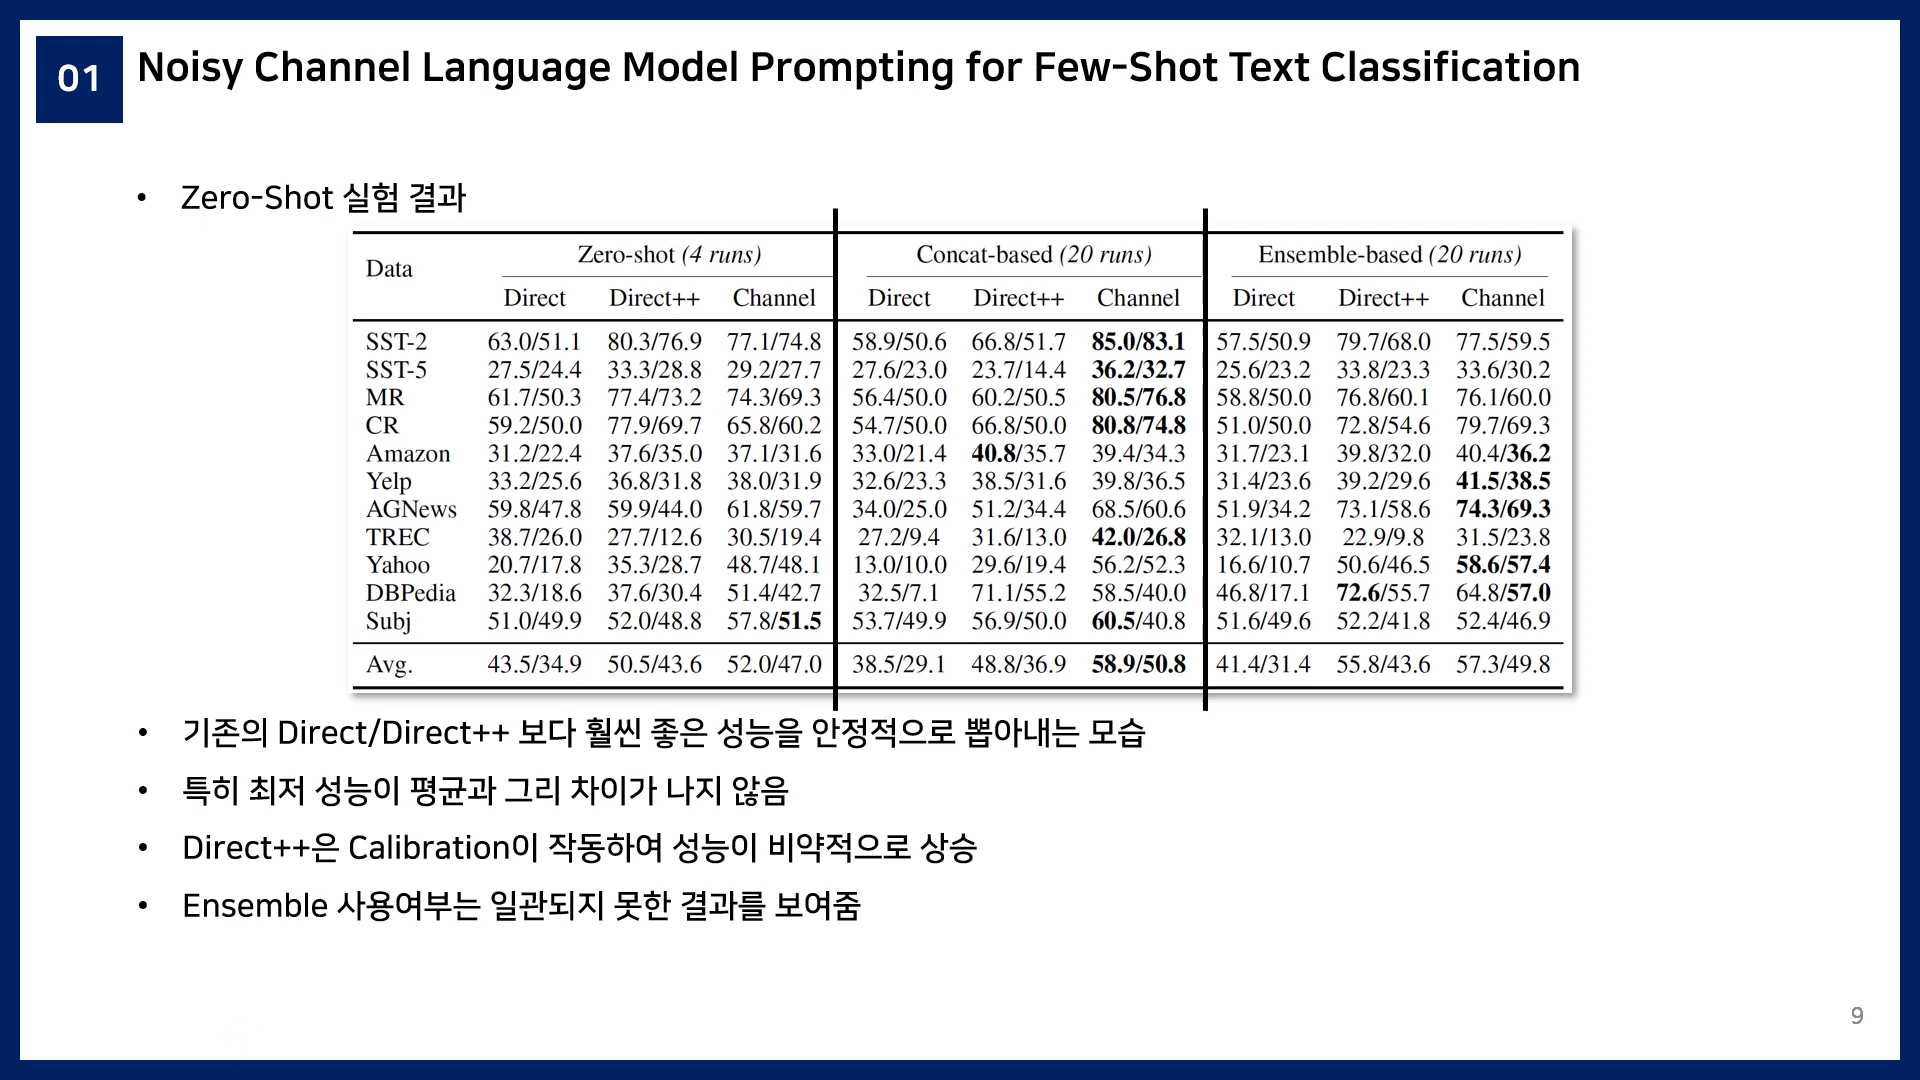 01
Noisy Channel Language Model Prompting for Few-Shot Text Classification
• Zero-Shot 실험 결과
Data Zero-shot (4 runs) Concat-based (20 runs) Ensemble-based (20 runs)
Direct Direct++ Channel Direct Direct++ Channel Direct Direct++ Channel
SST-2 63.0/51.1 80.3/76.9 77.1/74.8 58.9/50.6 66.8/51.7 85.0/83.1 57.5/50.9 79.7/68.0 77.5/59.5
SST-5 27.5/24.4 33.3/28.8 29.2/27.7 27.6/23.0 23.7/14.4 36.2/32.7 25.6/23.2 33.8/23.3 33.6/30.2
MR 61.7/50.3 77.4/73.2 74.3/69.3 56.4/50.0 60.2/50.5 80.5/76.8 58.8/50.0 76.8/60.1 76.1/60.0
CR 59.2/50.0 77.9/69.7 65.8/60.2 54.7/50.0 66.8/50.0 80.8/74.8 51.0/50.0 72.8/54.6 79.7/69.3
Amazon 31.2/22.4 37.6/35.0 37.1/31.6 33.0/21.4 40.8/35.7 39.4/34.3 31.7/23.1 39.8/32.0 40.4/36.2
Yelp 33.2/25.6 36.8/31.8 38.0/31.9 32.6/23.3 38.5/31.6 39.8/36.5 31.4/23.6 39.2/29.6 41.5/38.5
AGNews 59.8/47.8 59.9/44.0 61.8/59.7 34.0/25.0 51.2/34.4 68.5/60.6 51.9/34.2 73.1/58.6 74.3/69.3
TREC 38.7/26.0 27.7/12.6 30.5/19.4 27.2/9.4 31.6/13.0 42.0/26.8 32.1/13.0 22.9/9.8 31.5/23.8
Yahoo 20.7/17.8 35.3/28.7 48.7/48.1 13.0/10.0 29.6/19.4 56.2/52.3 16.6/10.7 50.6/46.5 58.6/57.4
DBPedia 32.3/18.6 37.6/30.4 51.4/42.7 32.5/7.1 71.1/55.2 58.5/40.0 46.8/17.1 72.6/55.7 64.8/57.0
Subj 51.0/49.9 52.0/48.8 57.8/51.5 53.7/49.9 56.9/50.0 60.5/40.8 51.6/49.6 52.2/41.8 52.4/46.9
Avg. 43.5/34.9 50.5/43.6 52.0/47.0 38.5/29.1 48.8/36.9 58.9/50.8 41.4/31.4 55.8/43.6 57.3/49.8
• 기존의 Direct/Direct++ 보다 훨씬 좋은 성능을 안정적으로 뽑아내는 모습
• 특히 최저 성능이 평균과 그리 차이가 나지 않음
• Direct++은 Calibration이 작동하여 성능이 비약적으로 상승
• Ensemble 사용여부는 일관되지 못한 결과를 보여줌
9